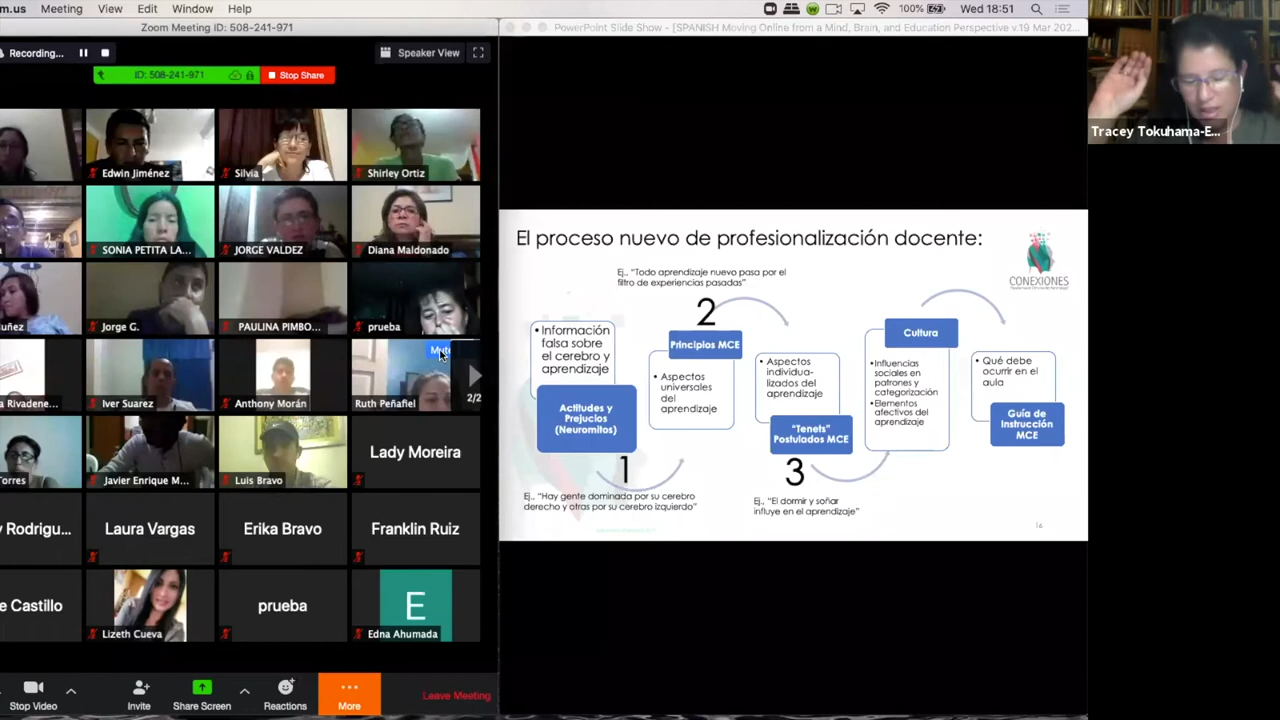 m.us Meeting View Edit Window Help
100% Wed 18:51
Zoom Meeting ID: 508-241-971
PowerPoint Slide Show - [SPANISH Moving Online from a Mind, Brain, and Education Perspective v.19 Mar 202...
Recording...
Speaker View
ID: 508-241-971
Stop Share
Edwin Jiménez
Silvia
Shirley Ortiz
SONIA PETITA LA...
JORGE VALDEZ
Diana Maldonado
Jorge G.
PAULINA PIMBO...
prueba
Iver Suarez
Anthony Morán
Ruth Peñafiel
2/2
Torres
Javier Enrique M...
Luis Bravo
Lady Moreira
Laura Vargas
Erika Bravo
Franklin Ruiz
Lizeth Cueva
prueba
E
Edna Ahumada
Stop Video
Invite
Share Screen
Reactions
More
Leave Meeting
Tracey Tokuhama-E...
El proceso nuevo de profesionalización docente:
CONEXIONES
Ej., “Todo aprendizaje nuevo pasa por el
filtro de experiencias pasadas”
2
• Información
falsa sobre
el cerebro y
aprendizaje
Actitudes y
Prejucios
(Neuromitos)
1
Ej., “Hay gente dominada por su cerebro
derecho y otras por su cerebro izquierdo”
Principios MCE
• Aspectos
universales
del
aprendizaje
• Aspectos
individua-
lizados del
aprendizaje
“Tenets”
Postulados MCE
3
Ej., “El dormir y soñar
influye en el aprendizaje”
Cultura
• Influencias
sociales en
patrones y
categorización
• Elementos
afectivos del
aprendizaje
• Qué debe
ocurrir en el
aula
Guía de
Instrucción
MCE
16